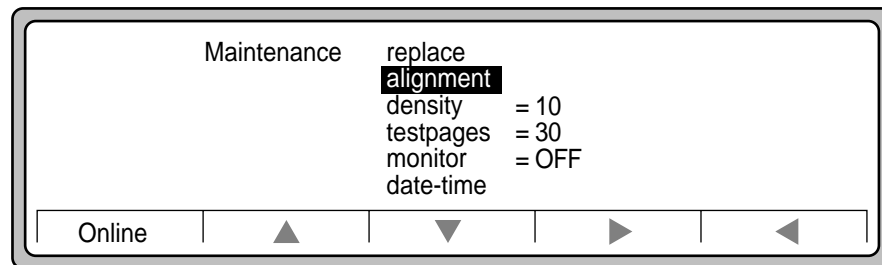 Maintenance replace
alignment
density = 10
testpages = 30
monitor = OFF
date-time
Online